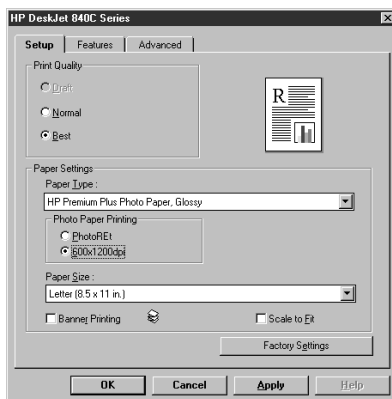 HP DeskJet 840C Series
Setup
Features
Advanced
Print Quality
Draft
Normal
Best
R
Paper Settings
Paper Type :
HP Premium Plus Photo Paper, Glossy
Photo Paper Printing
PhotoREt
600x1200dpi
Paper Size :
Letter (8.5 x 11 in.)
Banner Printing
Scale to Fit
Factory Settings
OK
Cancel
Apply
Help